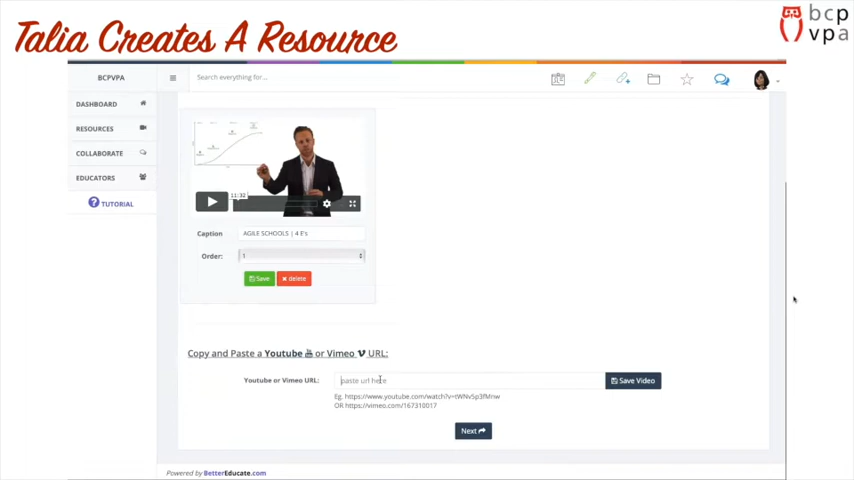 Talia Creates A Resource
bcp
vpa
BCPVPA
Search everything for...
DASHBOARD
RESOURCES
COLLABORATE
EDUCATORS
TUTORIAL
11:32
Caption
AGILE SCHOOLS | 4 E's
Order:
1
Save
delete
Copy and Paste a Youtube or Vimeo URL:
Youtube or Vimeo URL:
paste url here
Save Video
Eg. https://www.youtube.com/watch?v=tWNv5p3fMnw
OR https://vimeo.com/167310017
Next
Powered by BetterEducate.com